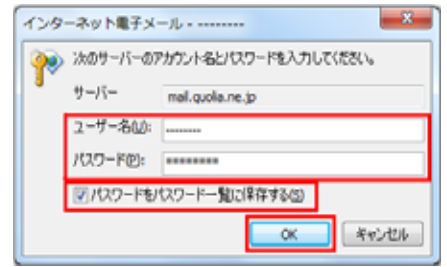 インターネット電子メール - --------
次のサーバーのアカウント名とパスワードを入力してください。
サーバー mail.quolia.ne.jp
ユーザー名(U): --------
パスワード(P): ********
パスワードをパスワード一覧に保存する(S)
OK キャンセル